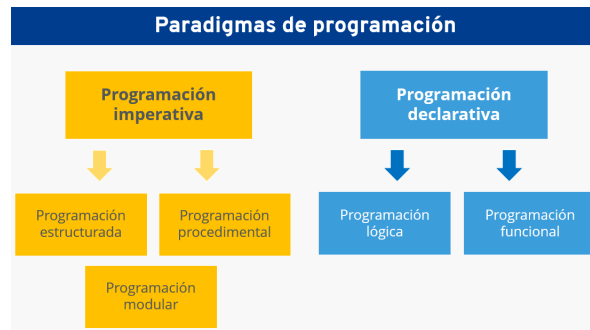 Paradigmas de programación
Programación
imperativa
Programación
declarativa
Programación
estructurada
Programación
procedimental
Programación
lógica
Programación
funcional
Programación
modular